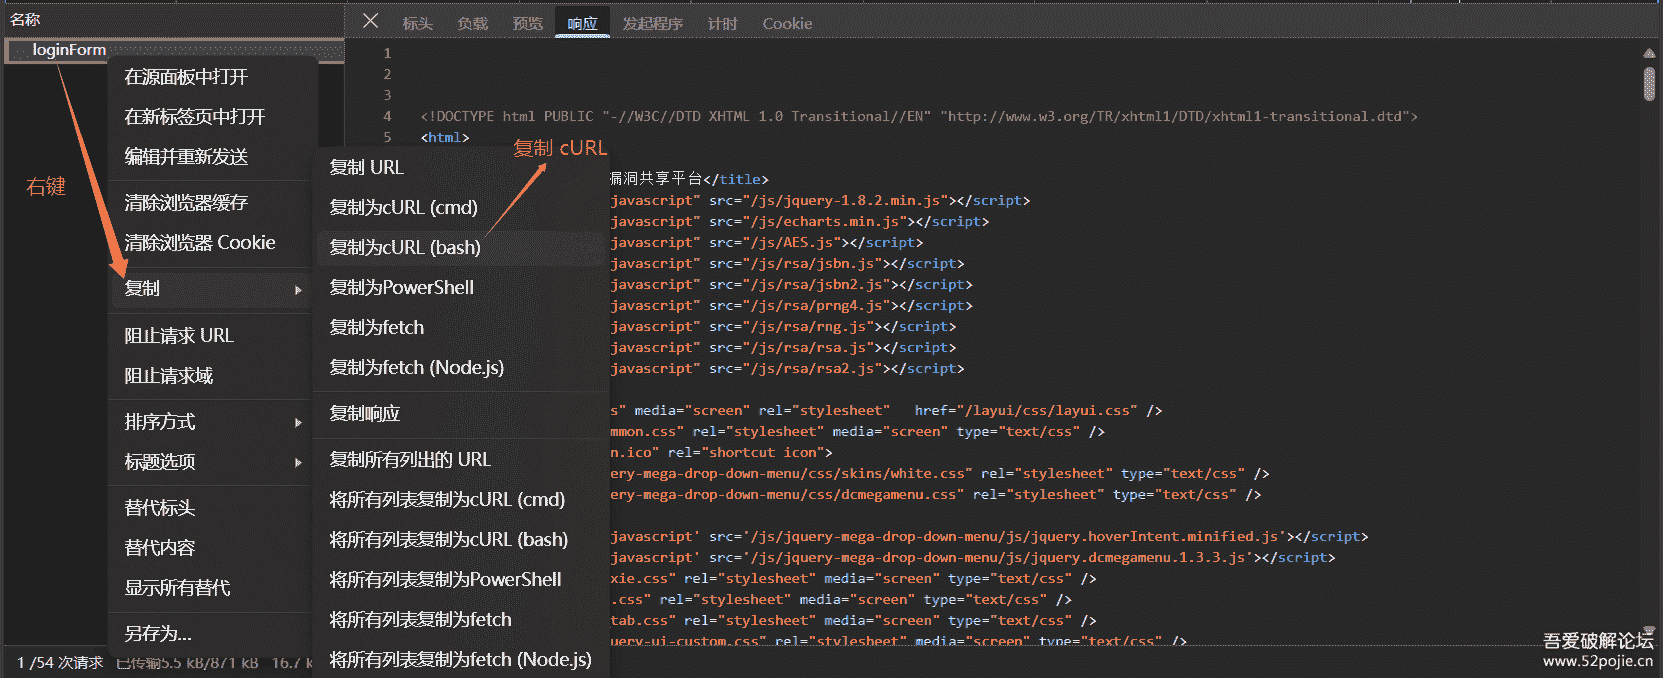 名称
标头 负载 预览 响应 发起程序 计时 Cookie
loginForm
右键
在源面板中打开
在新标签页中打开
编辑并重新发送
清除浏览器缓存
清除浏览器 Cookie
复制
阻止请求 URL
阻止请求域
排序方式
标题选项
替代标头
替代内容
显示所有替代
另存为...
1 /54 次请求 已传输5.5 kB/871 kB 16.7 k
复制 cURL
复制 URL
复制为cURL (cmd)
复制为cURL (bash)
复制为PowerShell
复制为fetch
复制为fetch (Node.js)
复制响应
复制所有列出的 URL
将所有列表复制为cURL (cmd)
将所有列表复制为cURL (bash)
将所有列表复制为PowerShell
将所有列表复制为fetch
将所有列表复制为fetch (Node.js)
1
2
3
4 <!DOCTYPE html PUBLIC "-//W3C//DTD XHTML 1.0 Transitional//EN" "http://www.w3.org/TR/xhtml1/DTD/xhtml1-transitional.dtd">
5 <html>
漏洞共享平台</title>
javascript" src="/js/jquery-1.8.2.min.js"></script>
javascript" src="/js/echarts.min.js"></script>
javascript" src="/js/AES.js"></script>
javascript" src="/js/rsa/jsbn.js"></script>
javascript" src="/js/rsa/jsbn2.js"></script>
javascript" src="/js/rsa/prng4.js"></script>
javascript" src="/js/rsa/rng.js"></script>
javascript" src="/js/rsa/rsa.js"></script>
javascript" src="/js/rsa/rsa2.js"></script>
s" media="screen" rel="stylesheet" href="/layui/css/layui.css" />
mmon.css" rel="stylesheet" media="screen" type="text/css" />
n.ico" rel="shortcut icon">
ery-mega-drop-down-menu/css/skins/white.css" rel="stylesheet" type="text/css" />
ery-mega-drop-down-menu/css/dcmegamenu.css" rel="stylesheet" type="text/css" />
javascript' src='/js/jquery-mega-drop-down-menu/js/jquery.hoverIntent.minified.js'></script>
javascript' src='/js/jquery-mega-drop-down-menu/js/jquery.dcmegamenu.1.3.3.js'></script>
xie.css" rel="stylesheet" media="screen" type="text/css" />
.css" rel="stylesheet" media="screen" type="text/css" />
tab.css" rel="stylesheet" media="screen" type="text/css" />
uery-ui-custom.css" rel="stylesheet" media="screen" type="text/css" />
吾爱破解论坛
www.52pojie.cn